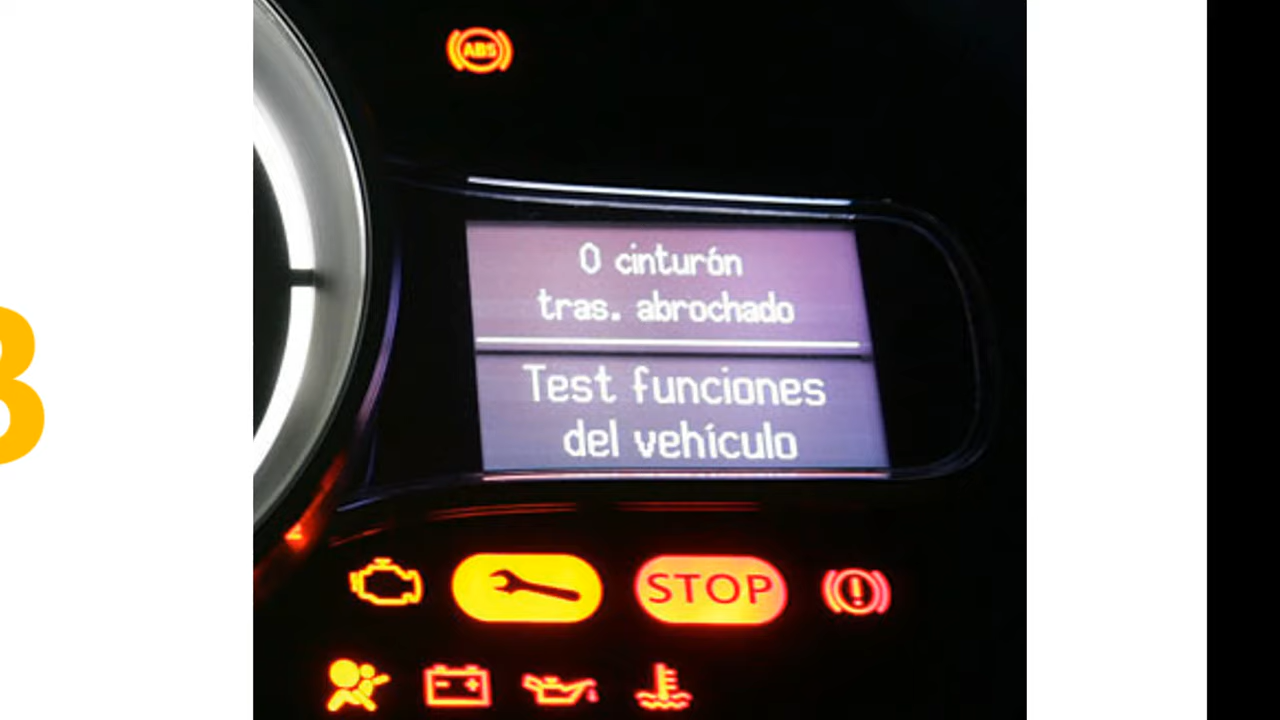 ABS
0 cinturón
tras. abrochado
Test funciones
del vehículo
STOP